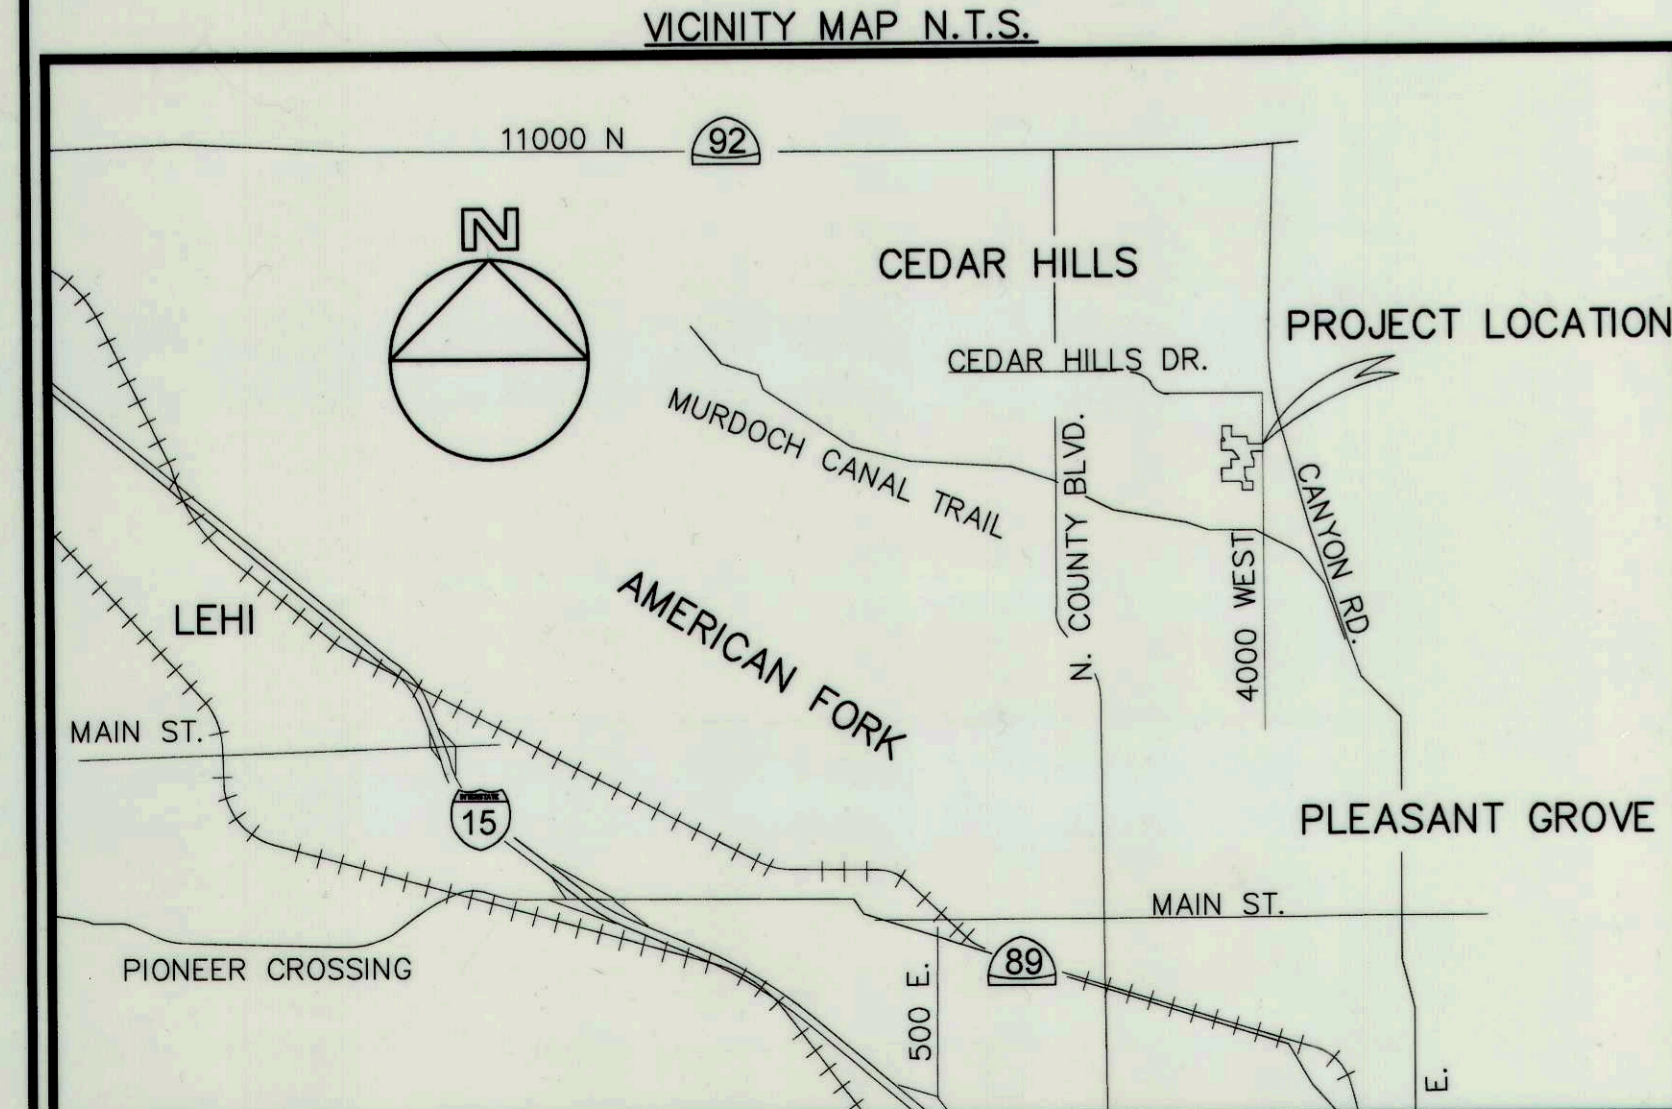 VICINITY MAP N.T.S.
11000 N
92
N
CEDAR HILLS
PROJECT LOCATION
CEDAR HILLS DR.
MURDOCH CANAL TRAIL
N. COUNTY BLVD.
CANYON RD.
4000 WEST
AMERICAN FORK
LEHI
MAIN ST.
INTERSTATE
15
PLEASANT GROVE
MAIN ST.
PIONEER CROSSING
89
500 E.
E.